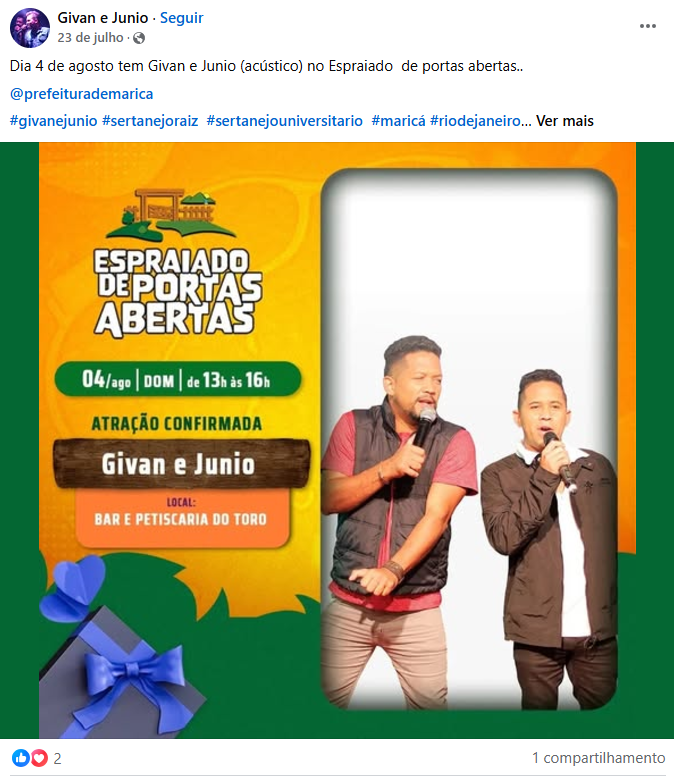 Givan e Junio · Seguir
23 de julho ·
Dia 4 de agosto tem Givan e Junio (acústico) no Espraiado de portas abertas..
@prefeiturademarica
#givanejunio #sertanejoraiz #sertanejouniversitario #maricá #riodejaneiro... Ver mais
ESPRAIADO
DE PORTAS
ABERTAS
04/ago | DOM | de 13h às 16h
ATRAÇÃO CONFIRMADA
Givan e Junio
LOCAL:
BAR E PETISCARIA DO TORO
2
1 compartilhamento